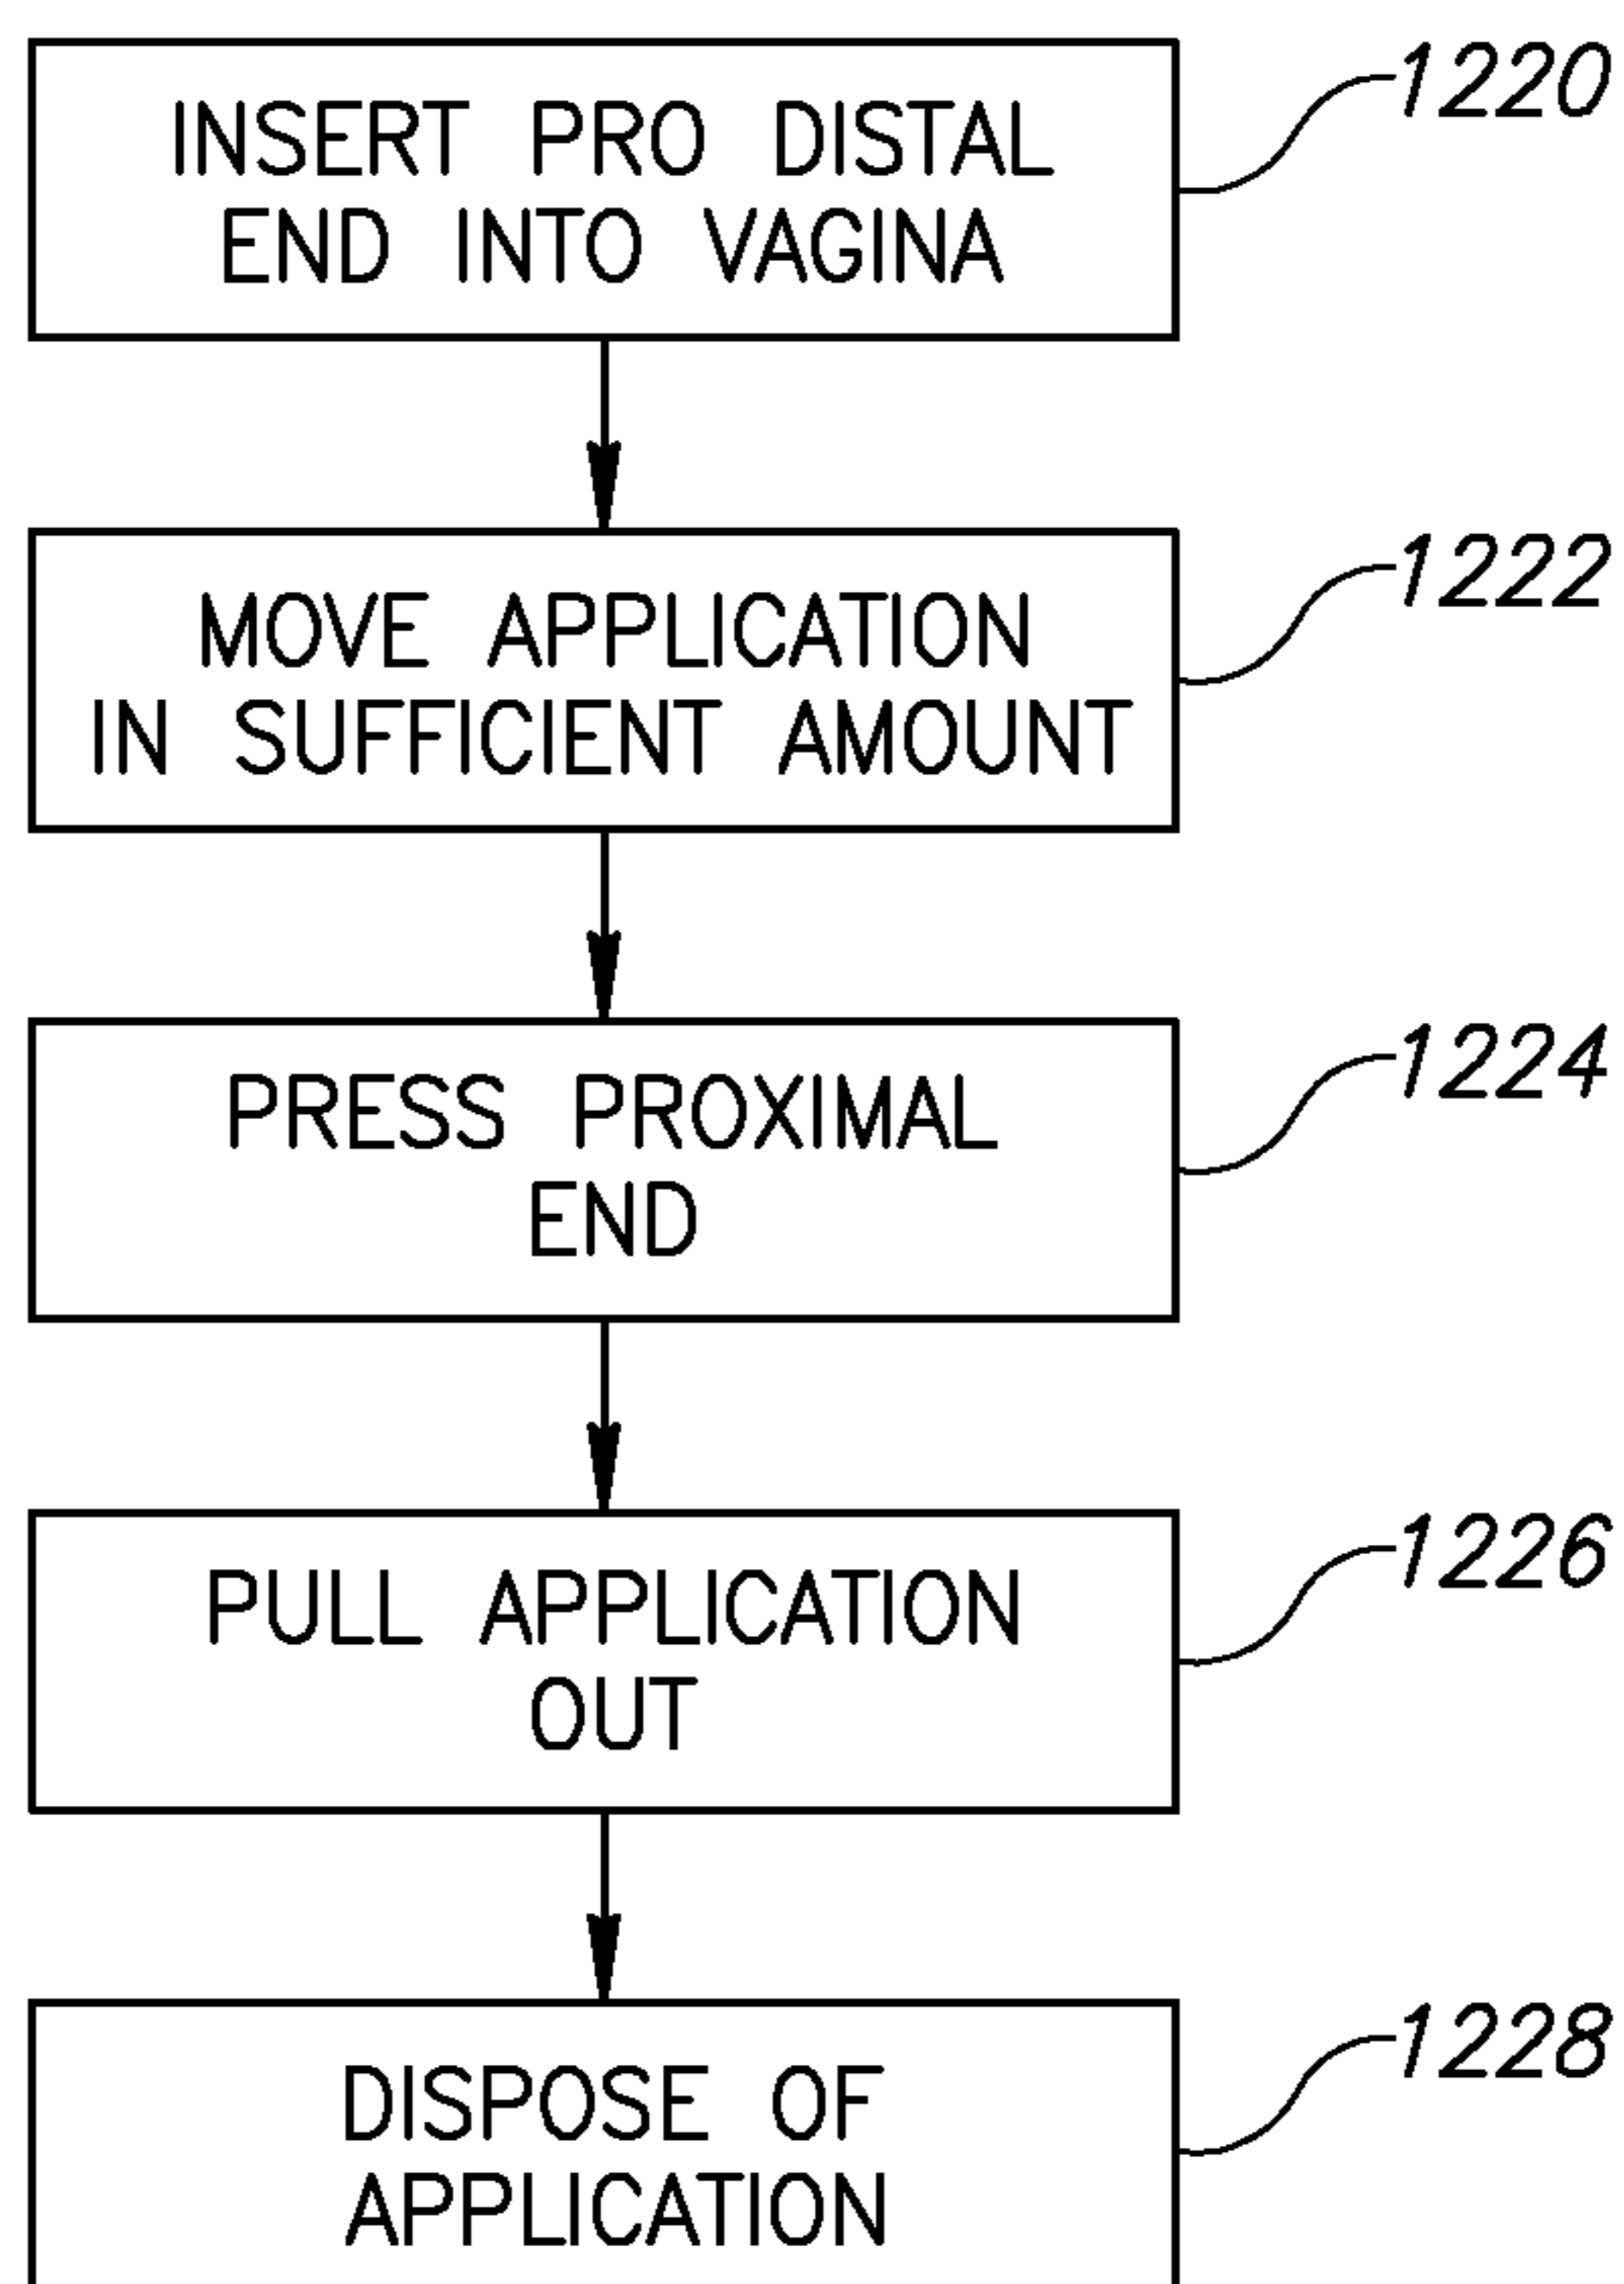 INSERT PRO DISTAL
END INTO VAGINA
1220
MOVE APPLICATION
IN SUFFICIENT AMOUNT
1222
PRESS PROXIMAL
END
1224
PULL APPLICATION
OUT
1226
DISPOSE OF
APPLICATION
1228